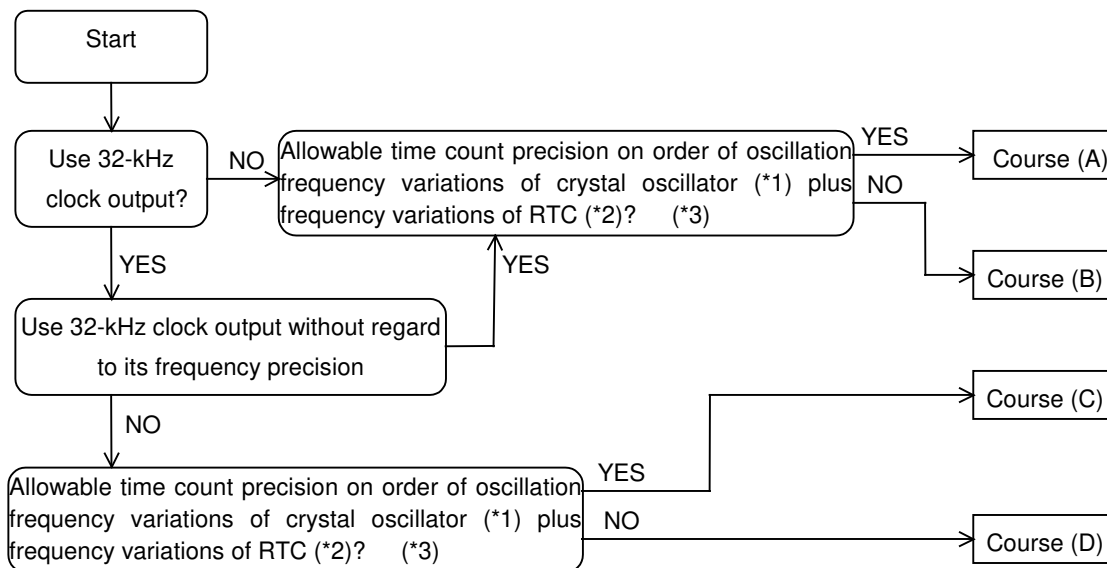 Start
Use 32-kHz
clock output?
NO
Allowable time count precision on order of oscillation
frequency variations of crystal oscillator (*1) plus
frequency variations of RTC (*2)? (*3)
YES
Course (A)
NO
Course (B)
YES
YES
Use 32-kHz clock output without regard
to its frequency precision
NO
Course (C)
Allowable time count precision on order of oscillation
frequency variations of crystal oscillator (*1) plus
frequency variations of RTC (*2)? (*3)
YES
NO
Course (D)